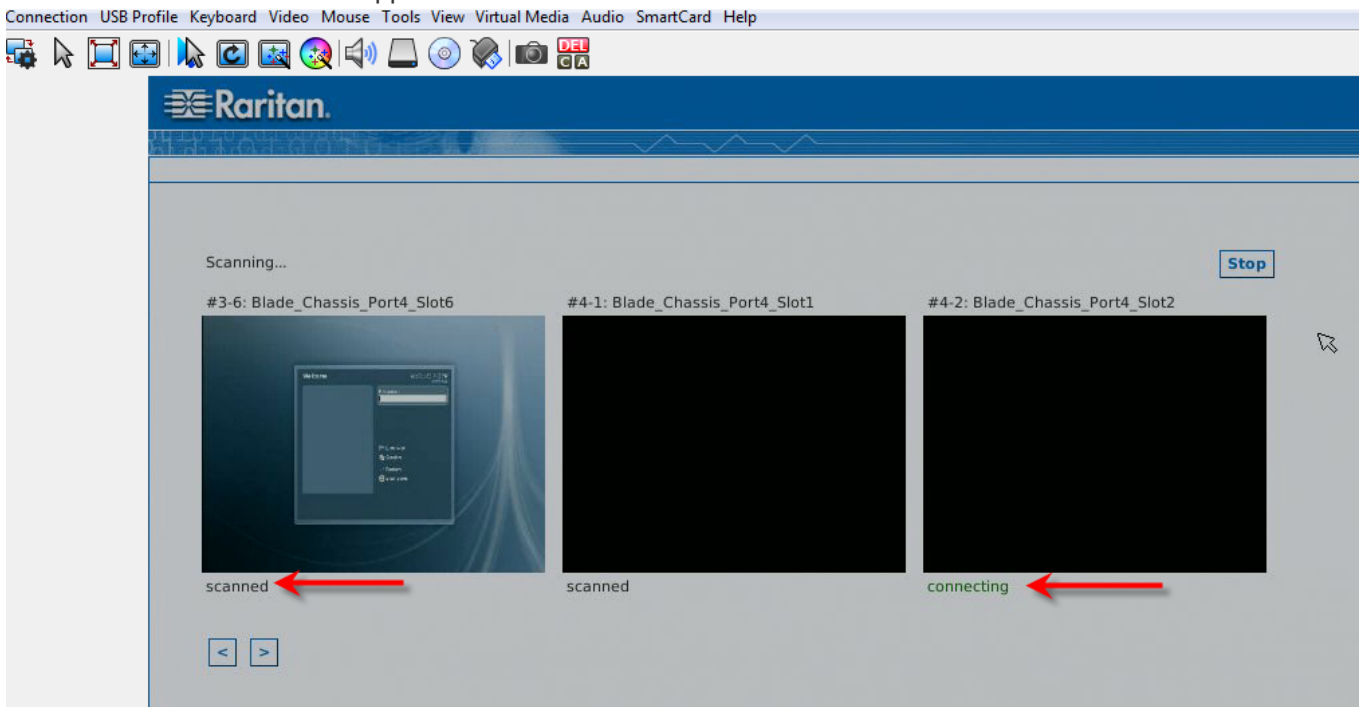 Connection USB Profile Keyboard Video Mouse Tools View Virtual Media Audio SmartCard Help
DEL
C A
Raritan.
Scanning...
Stop
#3-6: Blade_Chassis_Port4_Slot6
#4-1: Blade_Chassis_Port4_Slot1
#4-2: Blade_Chassis_Port4_Slot2
Welcome
scanned
scanned
connecting
<
>